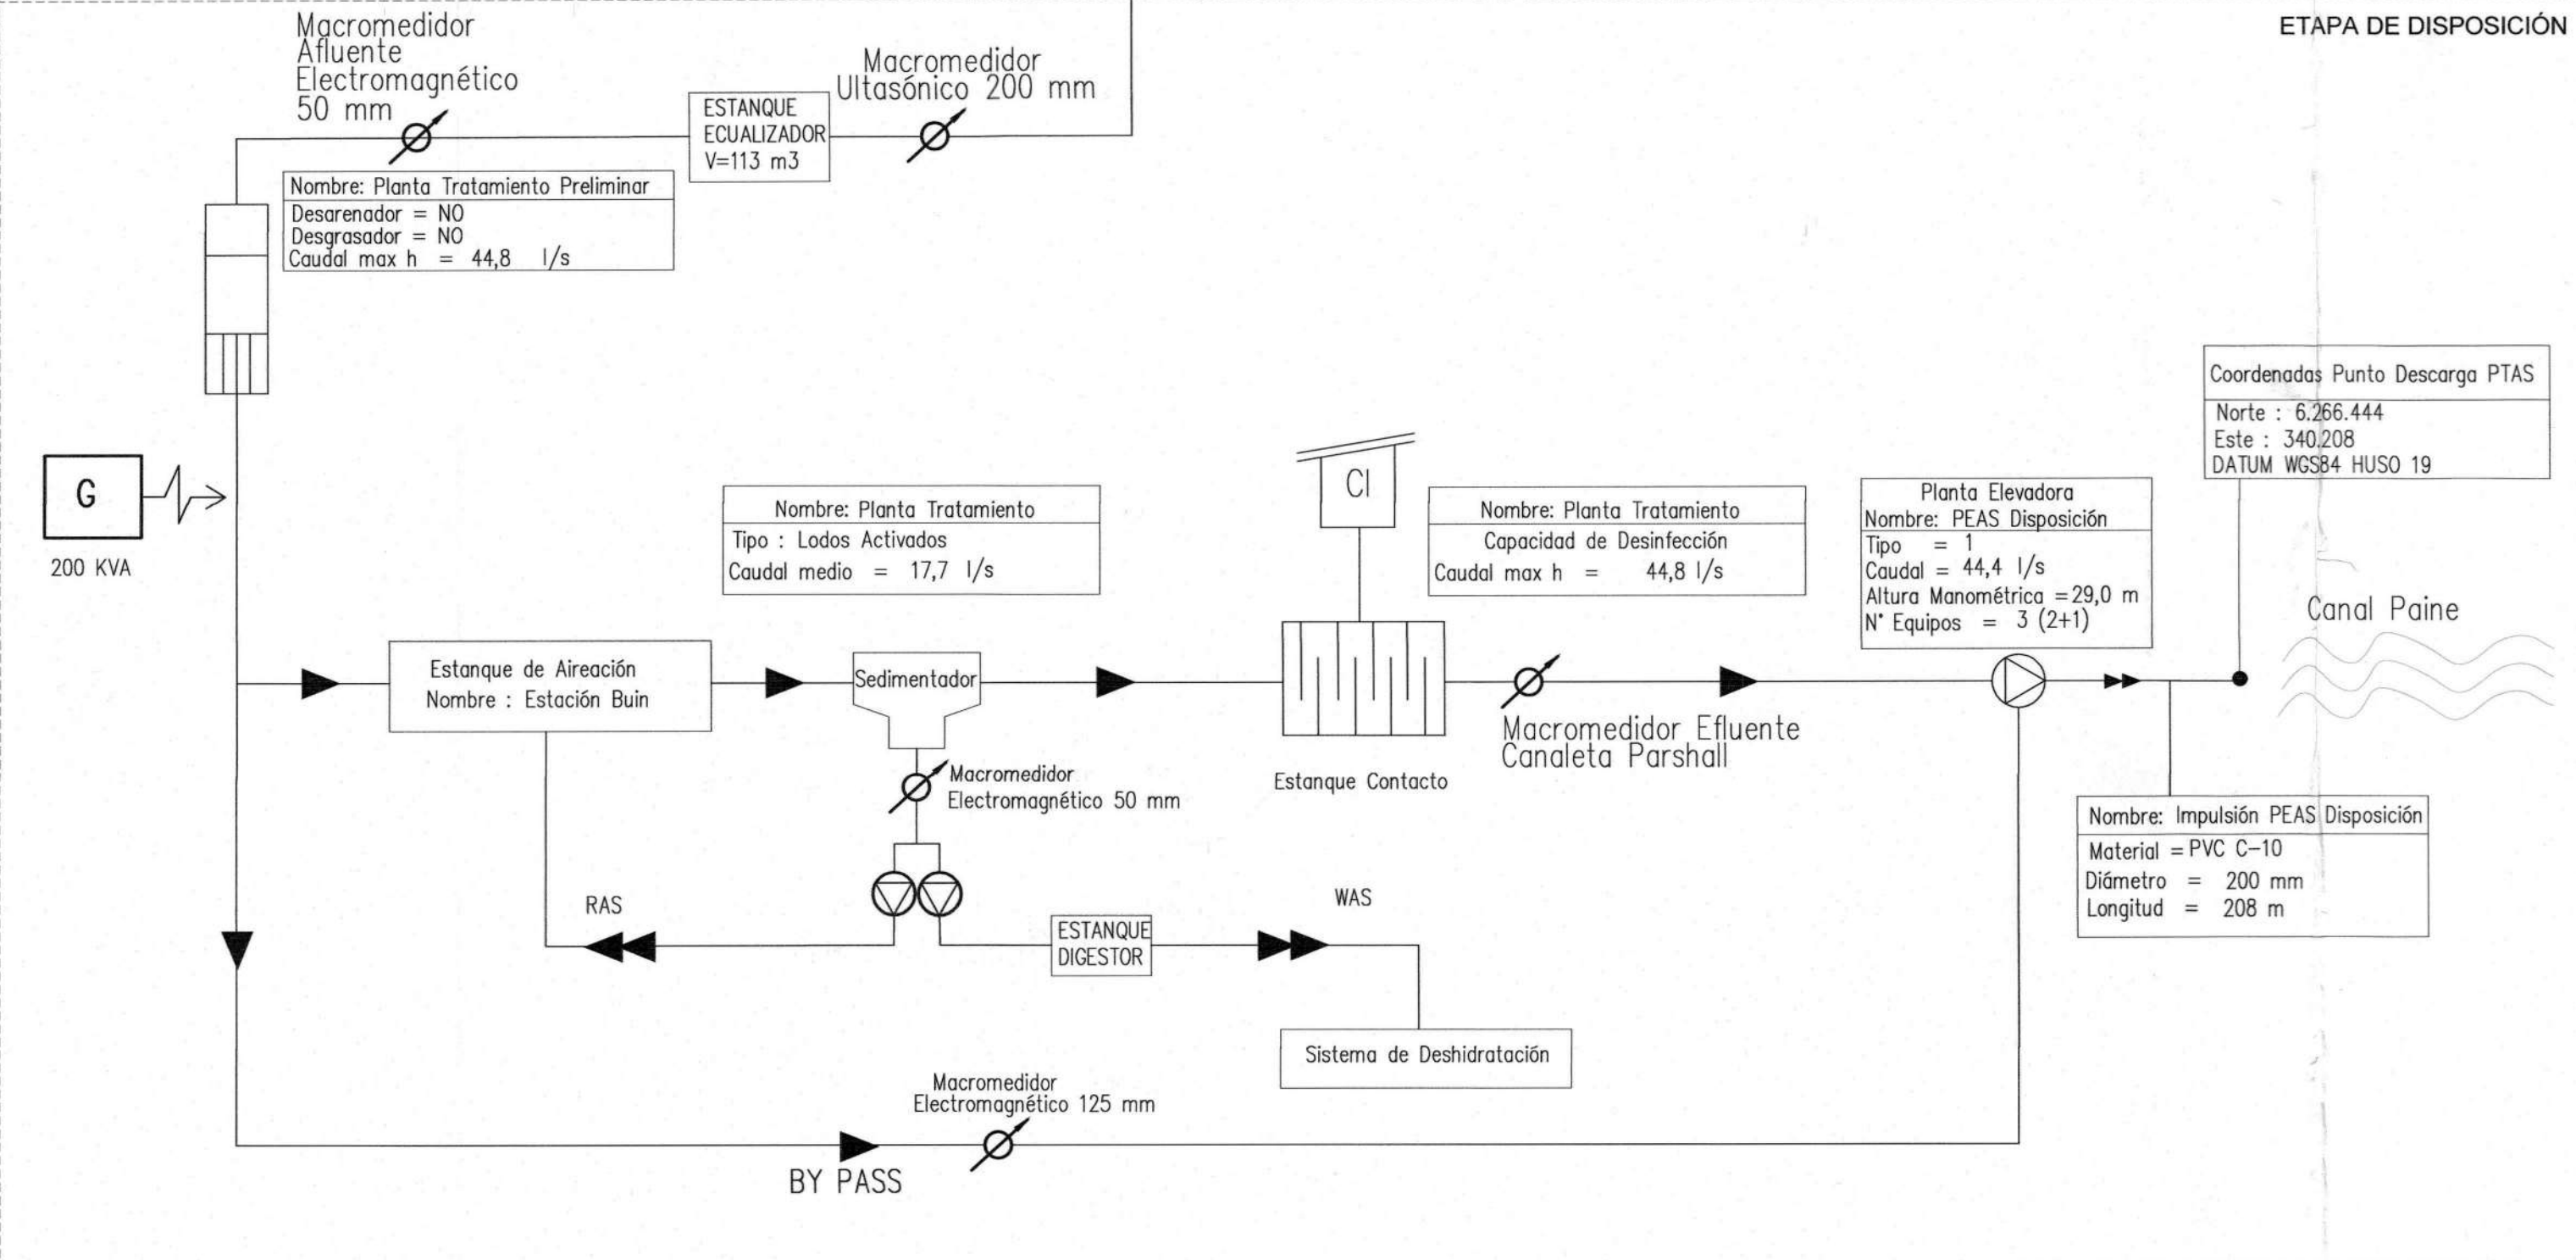 ETAPA DE DISPOSICIÓN
Macromedidor
Afluente
Electromagnético
50 mm
ESTANQUE
ECUALIZADOR
V=113 m3
Macromedidor
Ultasónico 200 mm
Nombre: Planta Tratamiento Preliminar
Desarenador = NO
Desgrasador = NO
Caudal max h = 44,8 l/s
G
200 KVA
Nombre: Planta Tratamiento
Tipo : Lodos Activados
Caudal medio = 17,7 l/s
Cl
Nombre: Planta Tratamiento
Capacidad de Desinfección
Caudal max h = 44,8 l/s
Planta Elevadora
Nombre: PEAS Disposición
Tipo = 1
Caudal = 44,4 l/s
Altura Manométrica =29,0 m
N° Equipos = 3 (2+1)
Coordenadas Punto Descarga PTAS
Norte : 6.266.444
Este : 340.208
DATUM WGS84 HUSO 19
Canal Paine
Estanque de Aireación
Nombre : Estación Buin
Sedimentador
Macromedidor
Electromagnético 50 mm
Estanque Contacto
Macromedidor Efluente
Canaleta Parshall
Nombre: Impulsión PEAS Disposición
Material = PVC C-10
Diámetro = 200 mm
Longitud = 208 m
RAS
ESTANQUE
DIGESTOR
WAS
Sistema de Deshidratación
Macromedidor
Electromagnético 125 mm
BY PASS